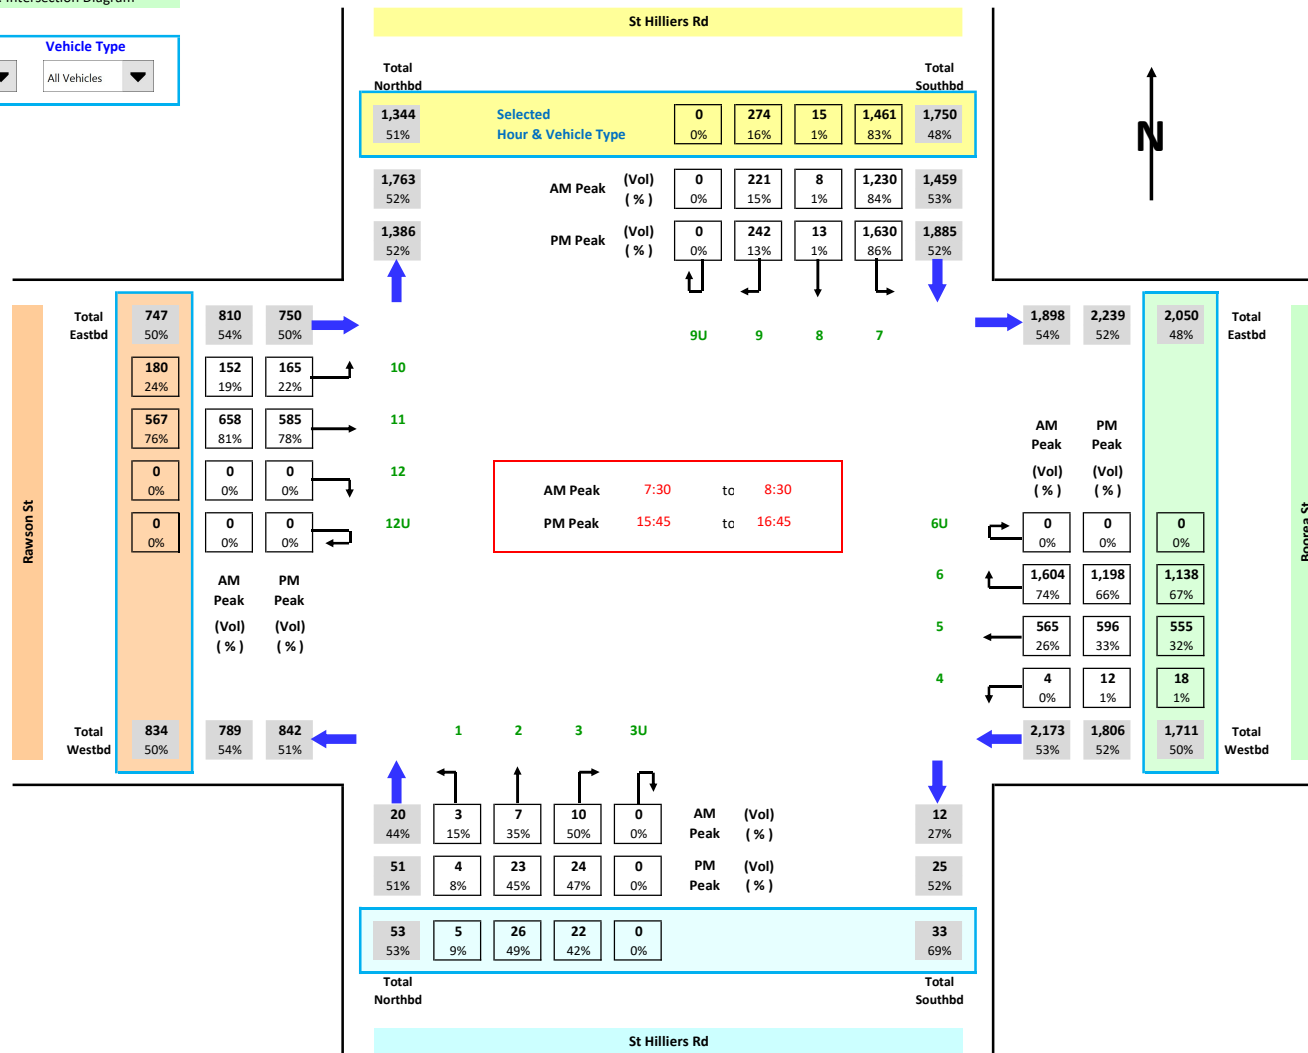 Intersection Diagram
St Hilliers Rd
Vehicle Type
All Vehicles
Total Northbd
Total Southbd
1,344 51%
Selected
Hour & Vehicle Type
0 274 15 1,461 1,750
0% 16% 1% 83% 48%
N
1,763 AM Peak (Vol) 0 221 8 1,230 1,459
52% ( % ) 0% 15% 1% 84% 53%
1,386 PM Peak (Vol) 0 242 13 1,630 1,885
52% ( % ) 0% 13% 1% 86% 52%
Total Eastbd
747 810 750
50% 54% 50%
9U 9 8 7
1,898 2,239 2,050
54% 52% 48%
Total Eastbd
180 152 165 10
24% 19% 22%
567 658 585 11
76% 81% 78%
0 0 0 12
0% 0% 0%
0 0 0 12U
0% 0% 0%
Rawson St
AM Peak PM Peak
(Vol) (Vol)
( % ) ( % )
AM Peak 7:30 to 8:30
PM Peak 15:45 to 16:45
AM Peak PM Peak
(Vol) (Vol)
( % ) ( % )
6U 0 0 0
0% 0% 0%
6 1,604 1,198 1,138
74% 66% 67%
5 565 596 555
26% 33% 32%
4 4 12 18
0% 1% 1%
Boorea St
Total Westbd
834 789 842
50% 54% 51%
1 2 3 3U
2,173 1,806 1,711
53% 52% 50%
Total Westbd
20 3 7 10 0 AM (Vol) 12
44% 15% 35% 50% 0% Peak ( % ) 27%
51 4 23 24 0 PM (Vol) 25
51% 8% 45% 47% 0% Peak ( % ) 52%
53 5 26 22 0 33
53% 9% 49% 42% 0% 69%
Total Northbd
Total Southbd
St Hilliers Rd